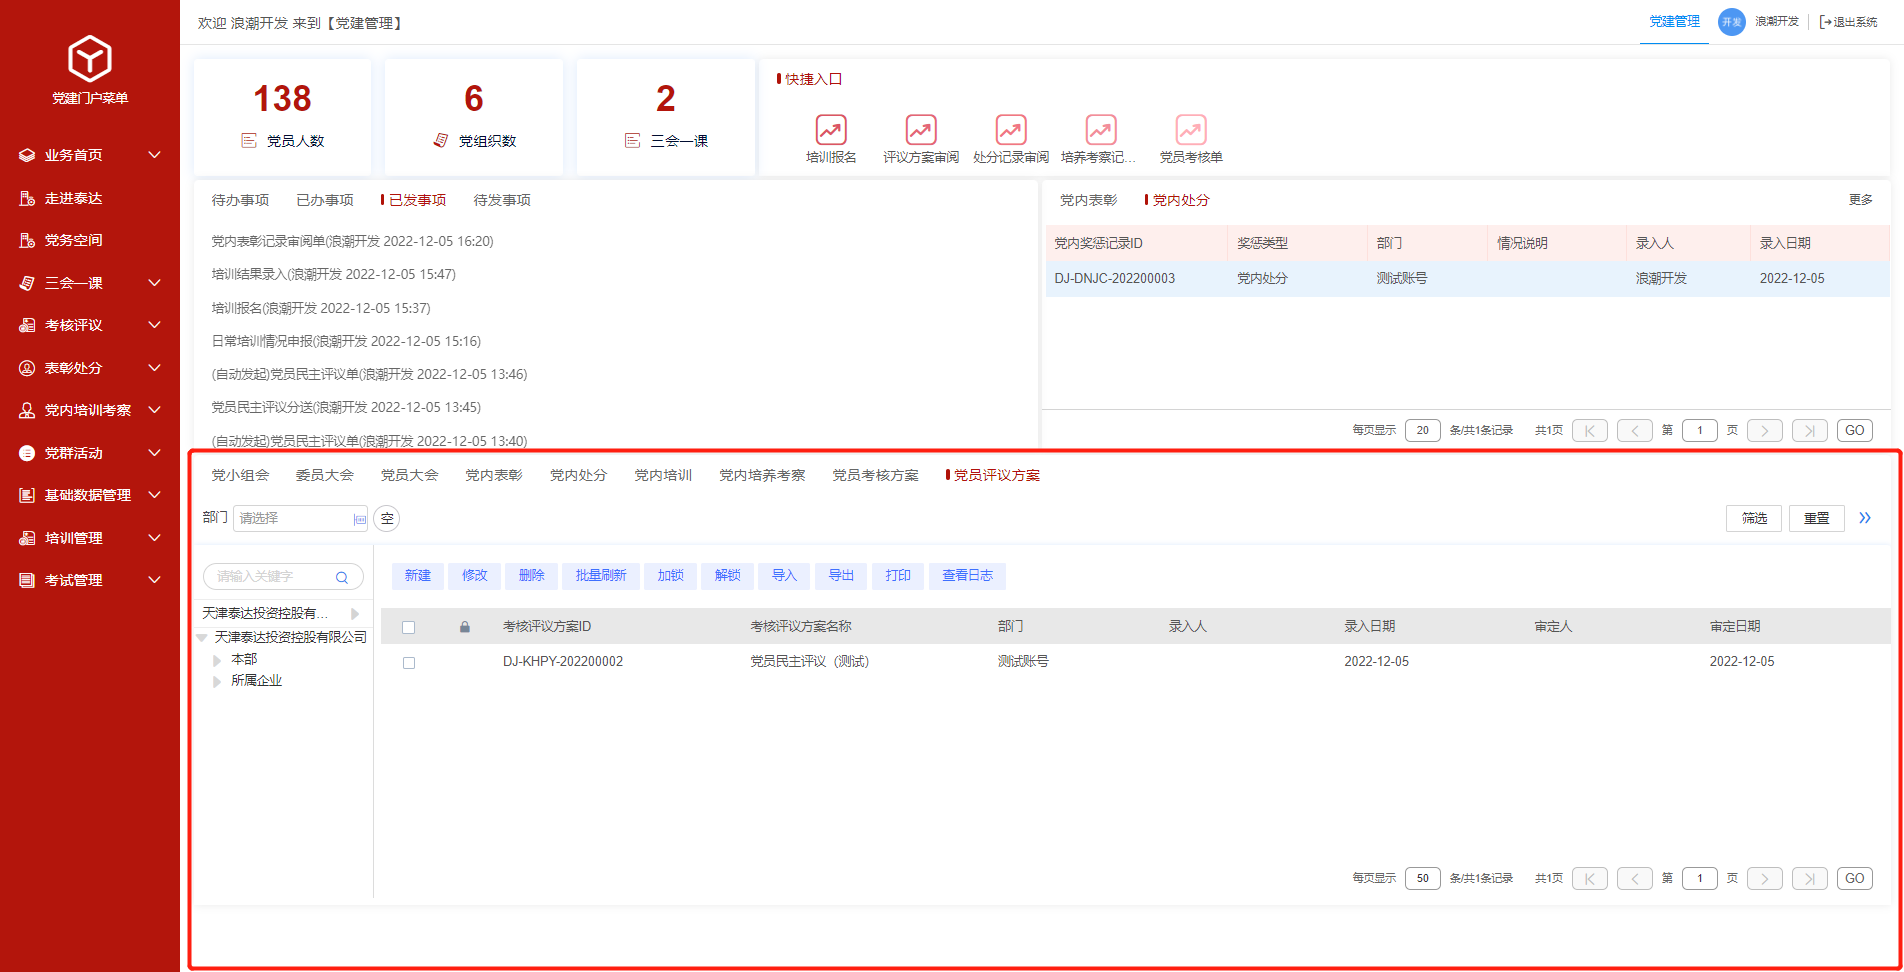 欢迎 浪潮开发 来到【党建管理】
党建管理 开发 浪潮开发 退出系统
党建门户菜单
业务首页
走进泰达
党务空间
三会一课
考核评议
表彰处分
党内培训考察
党群活动
基础数据管理
培训管理
考试管理
138
党员人数
6
党组织数
2
三会一课
快捷入口
培训报名 评议方案审阅 处分记录审阅 培养考察记... 党员考核单
待办事项 已办事项 已发事项 待发事项
党内表彰记录审阅单(浪潮开发 2022-12-05 16:20)
培训结果录入(浪潮开发 2022-12-05 15:47)
培训报名(浪潮开发 2022-12-05 15:37)
日常培训情况申报(浪潮开发 2022-12-05 15:16)
(自动发起)党员民主评议单(浪潮开发 2022-12-05 13:46)
党员民主评议分送(浪潮开发 2022-12-05 13:45)
(自动发起)党员民主评议单(浪潮开发 2022-12-05 13:40)
党内表彰 党内处分 更多
党内奖惩记录ID 奖惩类型 部门 情况说明 录入人 录入日期
DJ-DNJC-202200003 党内处分 测试账号 浪潮开发 2022-12-05
每页显示 20 条/共1条记录 共1页 第 1 页 GO
党小组会 委员大会 党员大会 党内表彰 党内处分 党内培训 党内培养考察 党员考核方案 党员评议方案
部门 请选择 空 筛选 重置
请输入关键字
天津泰达投资控股有...
天津泰达投资控股有限公司
本部
所属企业
新建 修改 删除 批量刷新 加锁 解锁 导入 导出 打印 查看日志
考核评议方案ID 考核评议方案名称 部门 录入人 录入日期 审定人 审定日期
DJ-KHPY-202200002 党员民主评议（测试） 测试账号 2022-12-05 2022-12-05
每页显示 50 条/共1条记录 共1页 第 1 页 GO